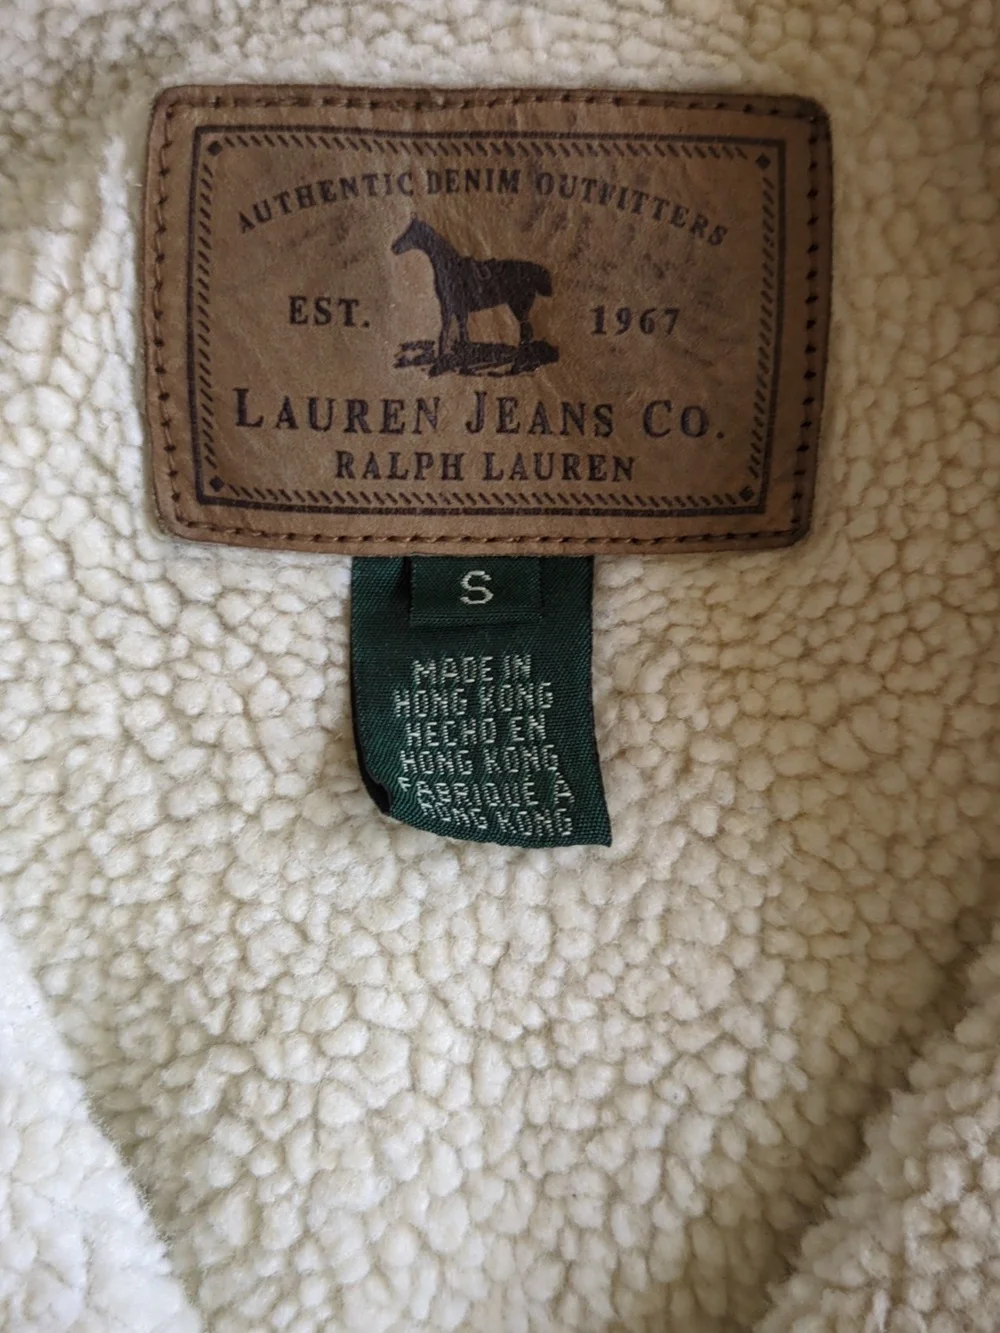 AUTHENTIC DENIM OUTFITTERS
EST. 1967
LAUREN JEANS CO.
RALPH LAUREN
S
MADE IN
HONG KONG
HECHO EN
HONG KONG
FABRIQUÉ À
HONG KONG